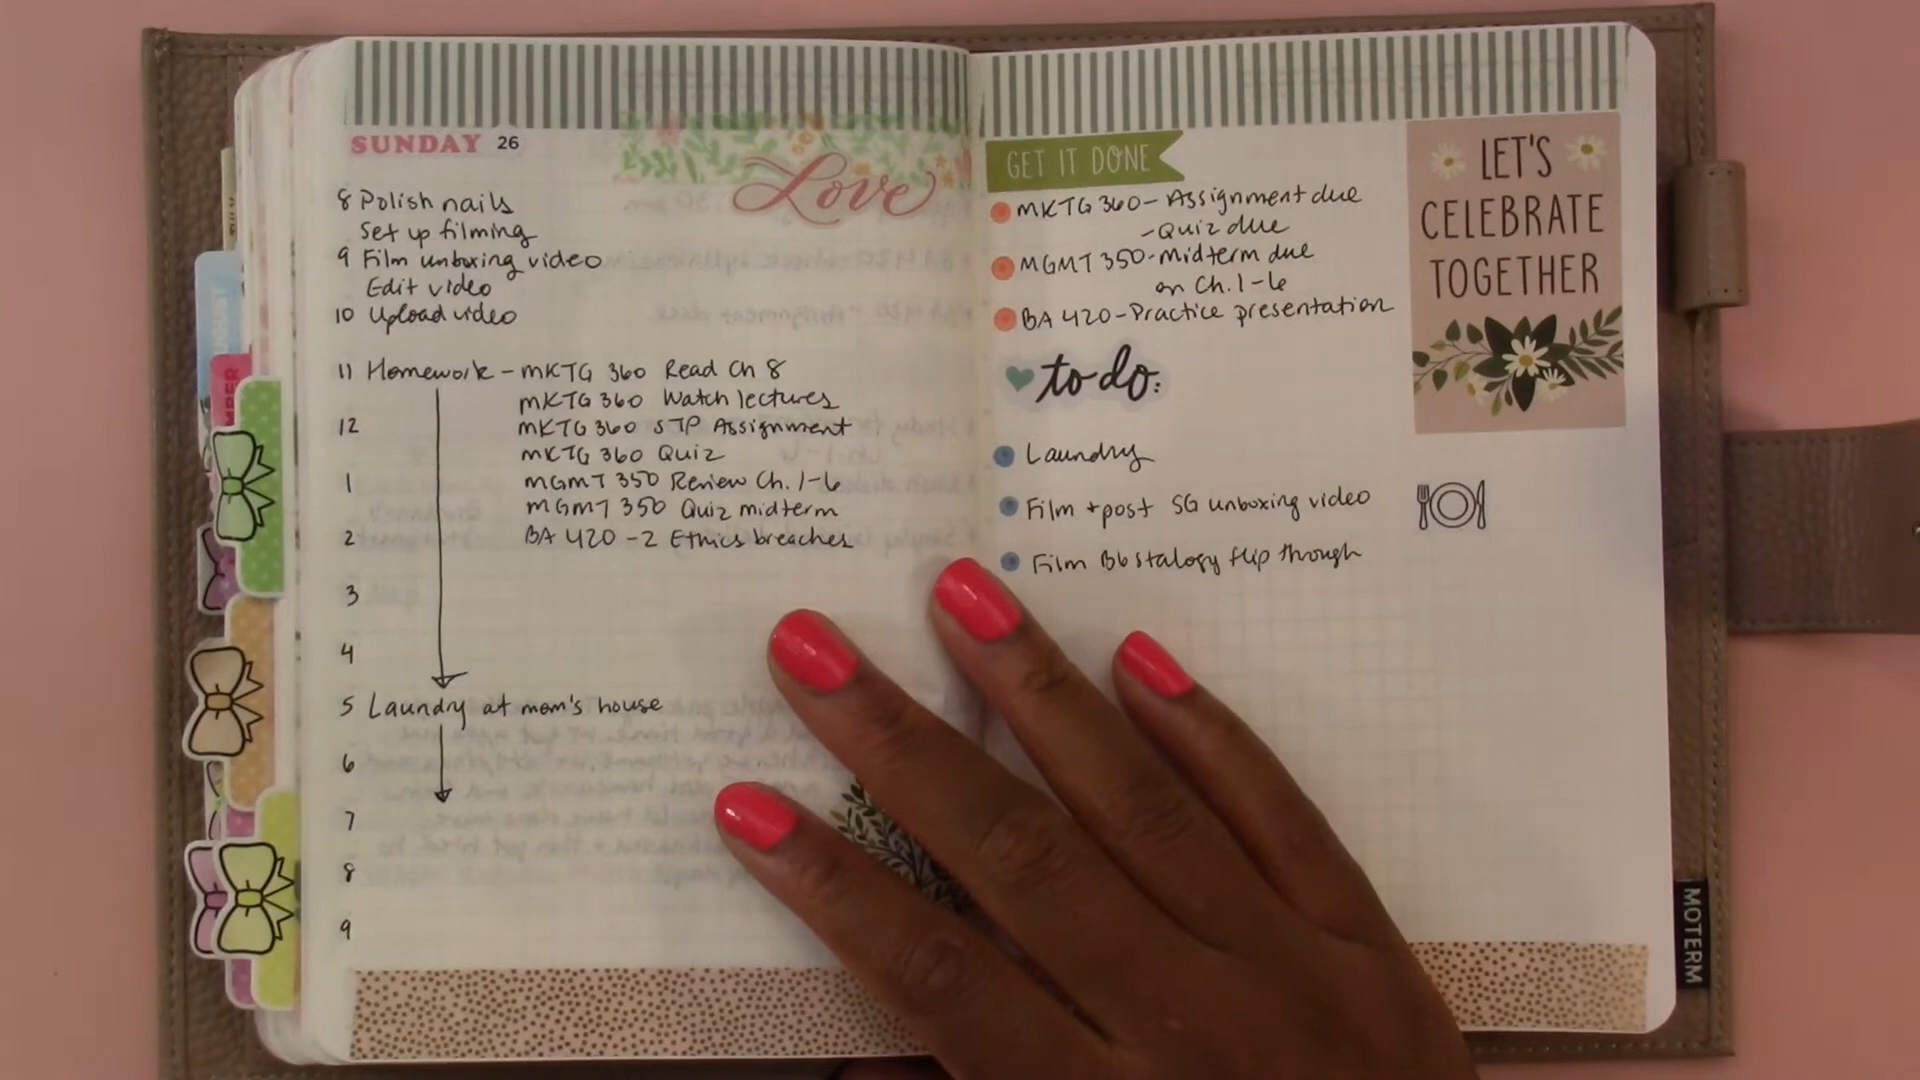 SUNDAY 26
Love
8 Polish nails
Set up filming
9 Film unboxing video
Edit video
10 Upload video
11 Homework - MKTG 360 Read Ch 8
MKTG 360 Watch lectures
12 MKTG 360 STP Assignment
MKTG 360 Quiz
1 MGMT 350 Review Ch. 1-6
MGMT 350 Quiz midterm
2 BA 420 - 2 Ethics breaches
3
4
5 Laundry at mom's house
6
7
8
9
GET IT DONE
MKTG 360 - Assignment due
- Quiz due
MGMT 350 - Midterm due
on Ch. 1-6
BA 420 - Practice presentation
to do:
Laundry
Film + post SG unboxing video
Film B6 stalogy flip through
LET'S
CELEBRATE
TOGETHER
MOTERM